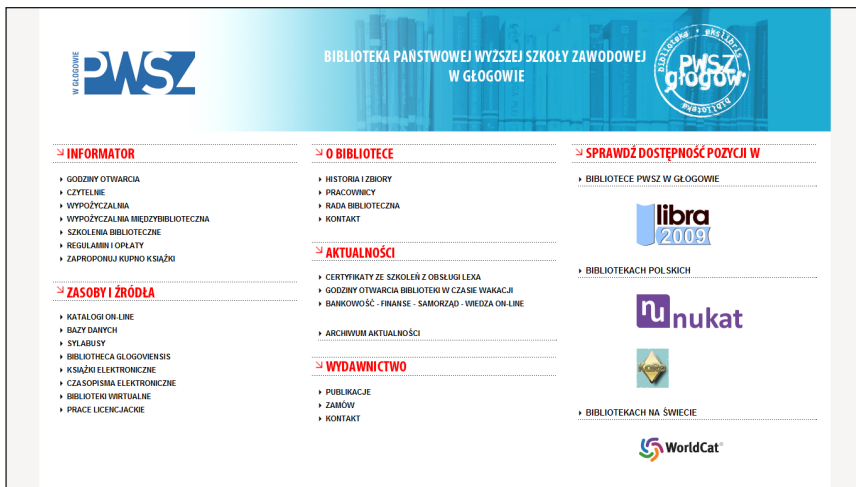 W GŁOGOWIE
PWSZ
BIBLIOTEKA PAŃSTWOWEJ WYŻSZEJ SZKOŁY ZAWODOWEJ
W GŁOGOWIE
biblioteka • ekslibris
PWSZ
głogów
biblioteka
INFORMATOR
GODZINY OTWARCIA
CZYTELNIE
WYPOŻYCZALNIA
WYPOŻYCZALNIA MIĘDZYBIBLIOTECZNA
SZKOLENIA BIBLIOTECZNE
REGULAMIN I OPŁATY
ZAPROPONUJ KUPNO KSIĄŻKI
ZASOBY I ŹRÓDŁA
KATALOGI ON-LINE
BAZY DANYCH
SYLABUSY
BIBLIOTHECA GLOGOVIENSIS
KSIĄŻKI ELEKTRONICZNE
CZASOPISMA ELEKTRONICZNE
BIBLIOTEKI WIRTUALNE
PRACE LICENCJACKIE
O BIBLIOTECE
HISTORIA I ZBIORY
PRACOWNICY
RADA BIBLIOTECZNA
KONTAKT
AKTUALNOŚCI
CERTYFIKATY ZE SZKOLEŃ Z OBSŁUGI LEXA
GODZINY OTWARCIA BIBLIOTEKI W CZASIE WAKACJI
BANKOWOŚĆ - FINANSE - SAMORZĄD - WIEDZA ON-LINE
ARCHIWUM AKTUALNOŚCI
WYDAWNICTWO
PUBLIKACJE
ZAMÓW
KONTAKT
SPRAWDŹ DOSTĘPNOŚĆ POZYCJI W
BIBLIOTECE PWSZ W GŁOGOWIE
libra
2009
BIBLIOTEKACH POLSKICH
nu nukat
BIBLIOTEKACH NA ŚWIECIE
WorldCat